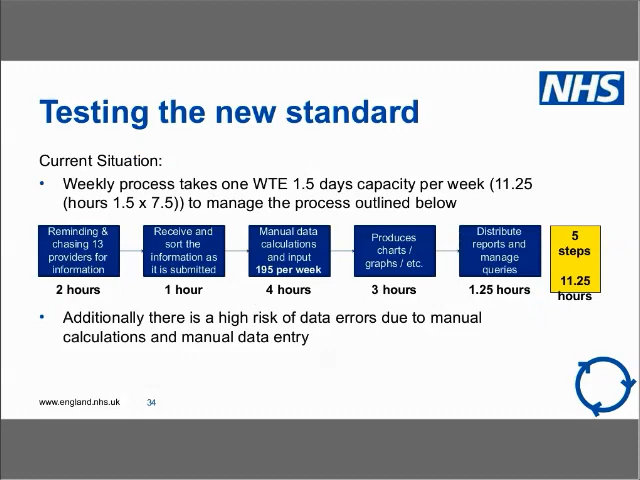 NHS
Testing the new standard
Current Situation:
• Weekly process takes one WTE 1.5 days capacity per week (11.25
(hours 1.5 x 7.5)) to manage the process outlined below
Reminding &
chasing 13
providers for
information
2 hours
Receive and
sort the
information as
it is submitted
1 hour
Manual data
calculations
and input
195 per week
4 hours
Produces
charts /
graphs / etc.
3 hours
Distribute
reports and
manage
queries
1.25 hours
5
steps
11.25
hours
• Additionally there is a high risk of data errors due to manual
calculations and manual data entry
www.england.nhs.uk
34